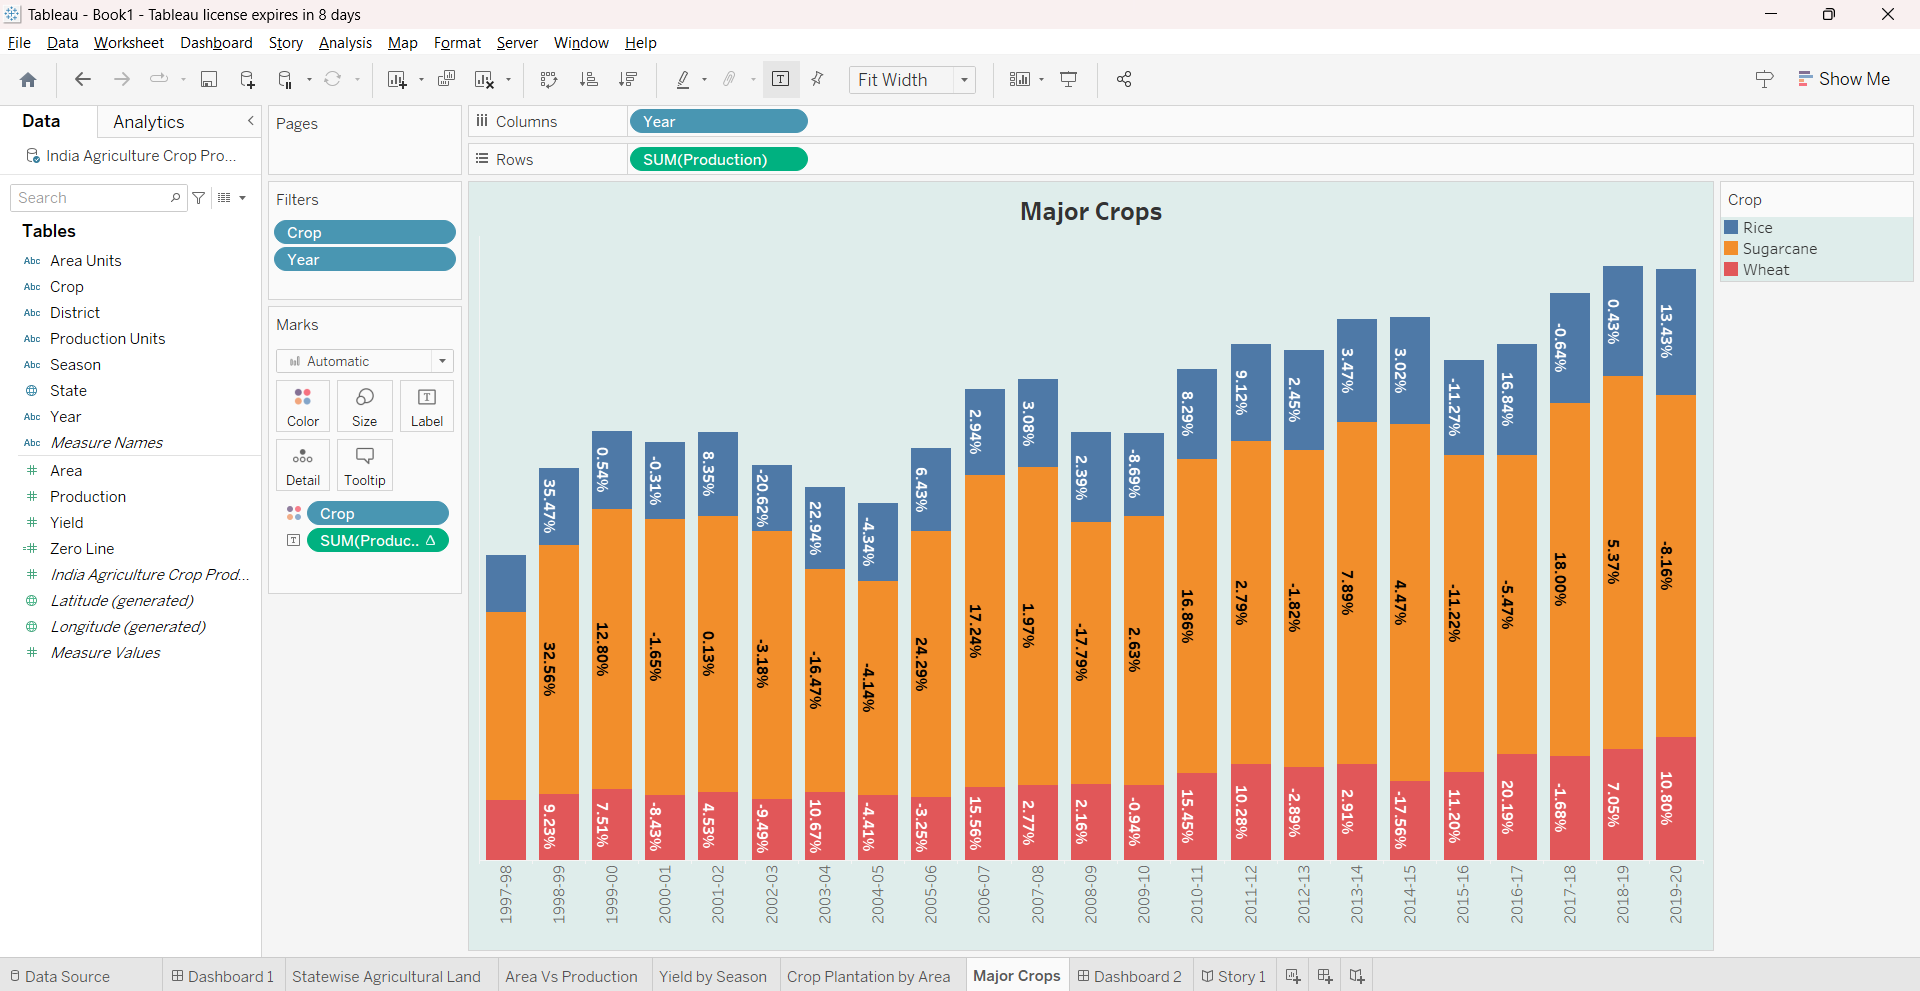 Tableau - Book1 - Tableau license expires in 8 days
File Data Worksheet Dashboard Story Analysis Map Format Server Window Help
Fit Width
Show Me
Data Analytics
India Agriculture Crop Pro...
Search
Tables
Abc Area Units
Abc Crop
Abc District
Abc Production Units
Abc Season
State
Abc Year
Abc Measure Names
# Area
# Production
# Yield
=# Zero Line
# India Agriculture Crop Prod...
Latitude (generated)
Longitude (generated)
# Measure Values
Pages
Filters
Crop
Year
Marks
Automatic
Color Size Label
Detail Tooltip
Crop
SUM(Produc.. Δ
Columns Year
Rows SUM(Production)
Major Crops
35.47% 0.54% -0.31% 8.35% -20.62% 22.94% -4.34% 6.43% 2.94% 3.08% 2.39% -8.69% 8.29% 9.12% 2.45% 3.47% 3.02% -11.27% 16.84% -0.64% 0.43% 13.43%
32.56% 12.80% -1.65% 0.13% -3.18% -16.47% -4.14% 24.29% 17.24% 1.97% -17.79% 2.63% 16.86% 2.79% -1.82% 7.89% 4.47% -11.22% -5.47% 18.00% 5.37% -8.16%
9.23% 7.51% -8.43% 4.53% -9.49% 10.67% -4.41% -3.25% 15.56% 2.77% 2.16% -0.94% 15.45% 10.28% -2.89% 2.91% -17.56% 11.20% 20.19% -1.68% 7.05% 10.80%
1997-98 1998-99 1999-00 2000-01 2001-02 2002-03 2003-04 2004-05 2005-06 2006-07 2007-08 2008-09 2009-10 2010-11 2011-12 2012-13 2013-14 2014-15 2015-16 2016-17 2017-18 2018-19 2019-20
Crop
Rice
Sugarcane
Wheat
Data Source Dashboard 1 Statewise Agricultural Land Area Vs Production Yield by Season Crop Plantation by Area Major Crops Dashboard 2 Story 1